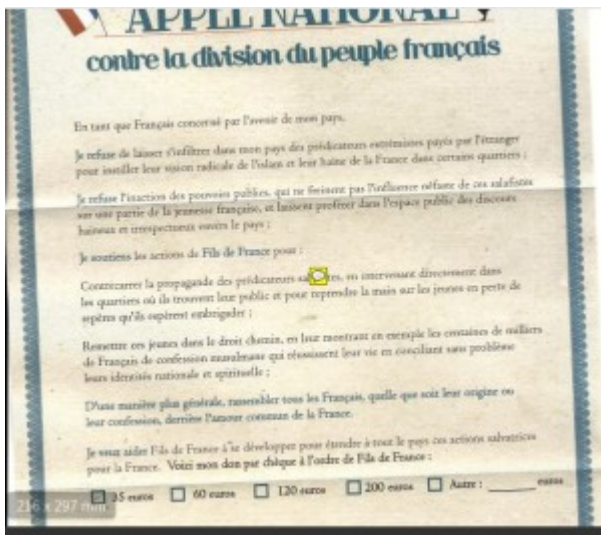 APPEL NATIONAL
contre la division du peuple français
En tant que Français concerné par l'avenir de mon pays,
Je refuse de laisser s'infiltrer dans mon pays des prédicateurs extrémistes payés par l'étranger
pour instiller leur vision radicale de l'islam et leur haine de la France dans certains quartiers ;
Je refuse l'inaction des pouvoirs publics, qui ne freinent pas l'influence néfaste de ces salafistes
sur une partie de la jeunesse française, et laissent proférer dans l'espace public des discours
haineux et irrespectueux envers le pays ;
Je soutiens les actions de Fils de France pour :
Contrecarrer la propagande des prédicateurs en intervenant directement dans
les quartiers où ils trouvent leur public et pour reprendre la main sur les jeunes en perte de
repères qu'ils espèrent embrigader ;
Remettre ces jeunes dans le droit chemin, en leur montrant en exemple les centaines de milliers
de Français de confession musulmane qui réussissent leur vie en conciliant sans problème
leurs identités nationale et spirituelle ;
D'une manière plus générale, rassembler tous les Français, quelle que soit leur origine ou
leur confession, derrière l'amour commun de la France.
Je veux aider Fils de France à se développer pour étendre à tout le pays ces actions salvatrices
pour la France. Voici mon don par chèque à l'ordre de Fils de France :
35 euros 60 euros 120 euros 200 euros Autre : ______ euros
216 x 297 mm